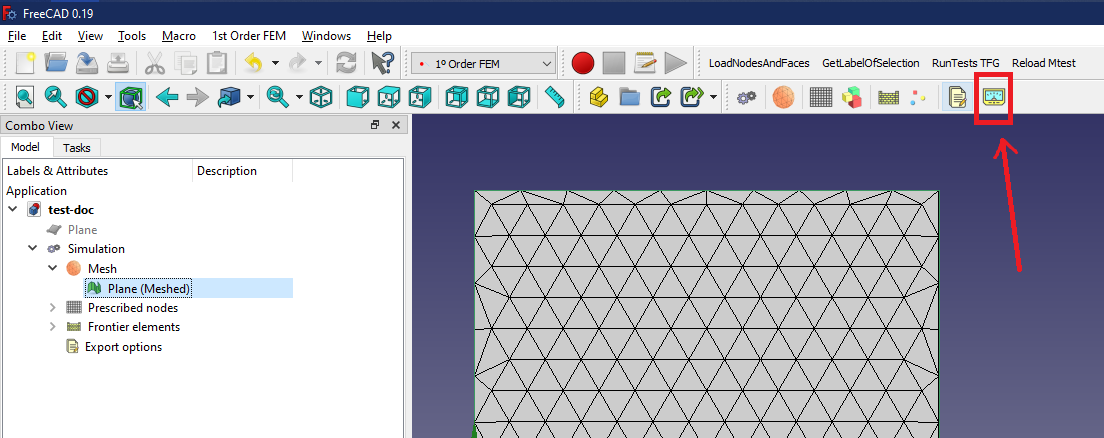 FreeCAD 0.19
File Edit View Tools Macro 1st Order FEM Windows Help
1º Order FEM
LoadNodesAndFaces GetLabelOfSelection RunTests TFG Reload Mtest
Combo View
Model Tasks
Labels & Attributes Description
Application
test-doc
Plane
Simulation
Mesh
Plane (Meshed)
Prescribed nodes
Frontier elements
Export options